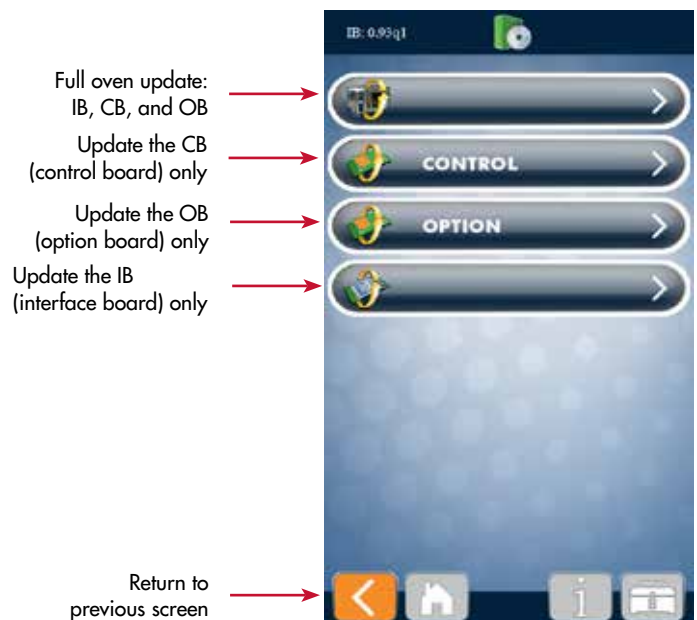 IB: 0.93q1
Full oven update:
IB, CB, and OB
Update the CB
(control board) only
CONTROL
Update the OB
(option board) only
OPTION
Update the IB
(interface board) only
Return to
previous screen